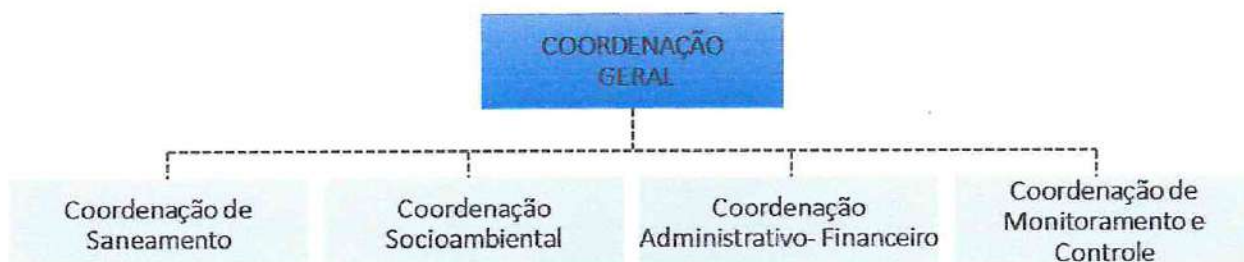 COORDENAÇÃO
GERAL
Coordenação de
Saneamento
Coordenação
Socioambiental
Coordenação
Administrativo- Financeiro
Coordenação de
Monitoramento e
Controle